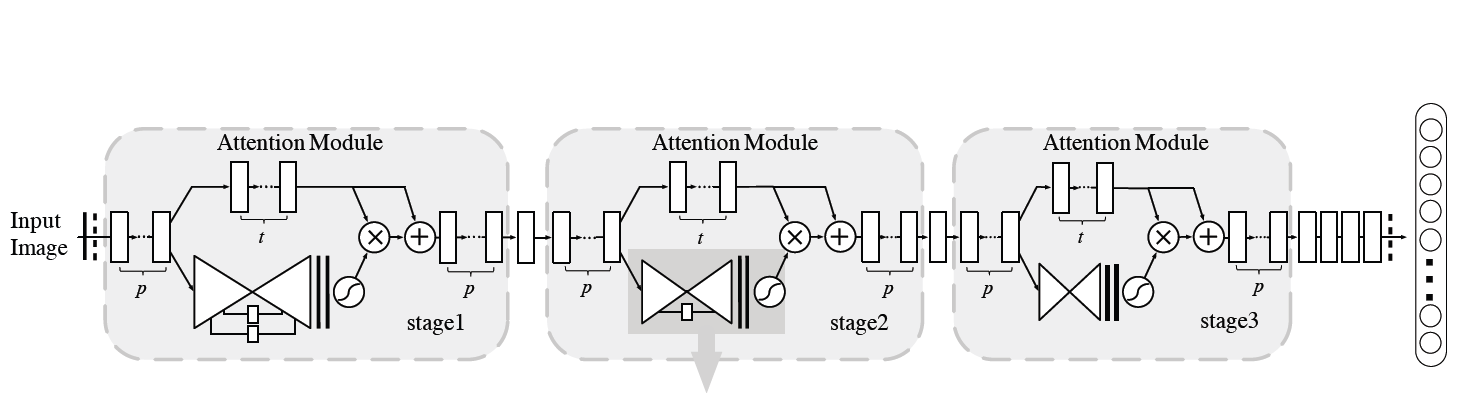 Attention Module
Attention Module
Attention Module
Input
Image
t
t
t
p
p
p
p
p
p
stage1
stage2
stage3